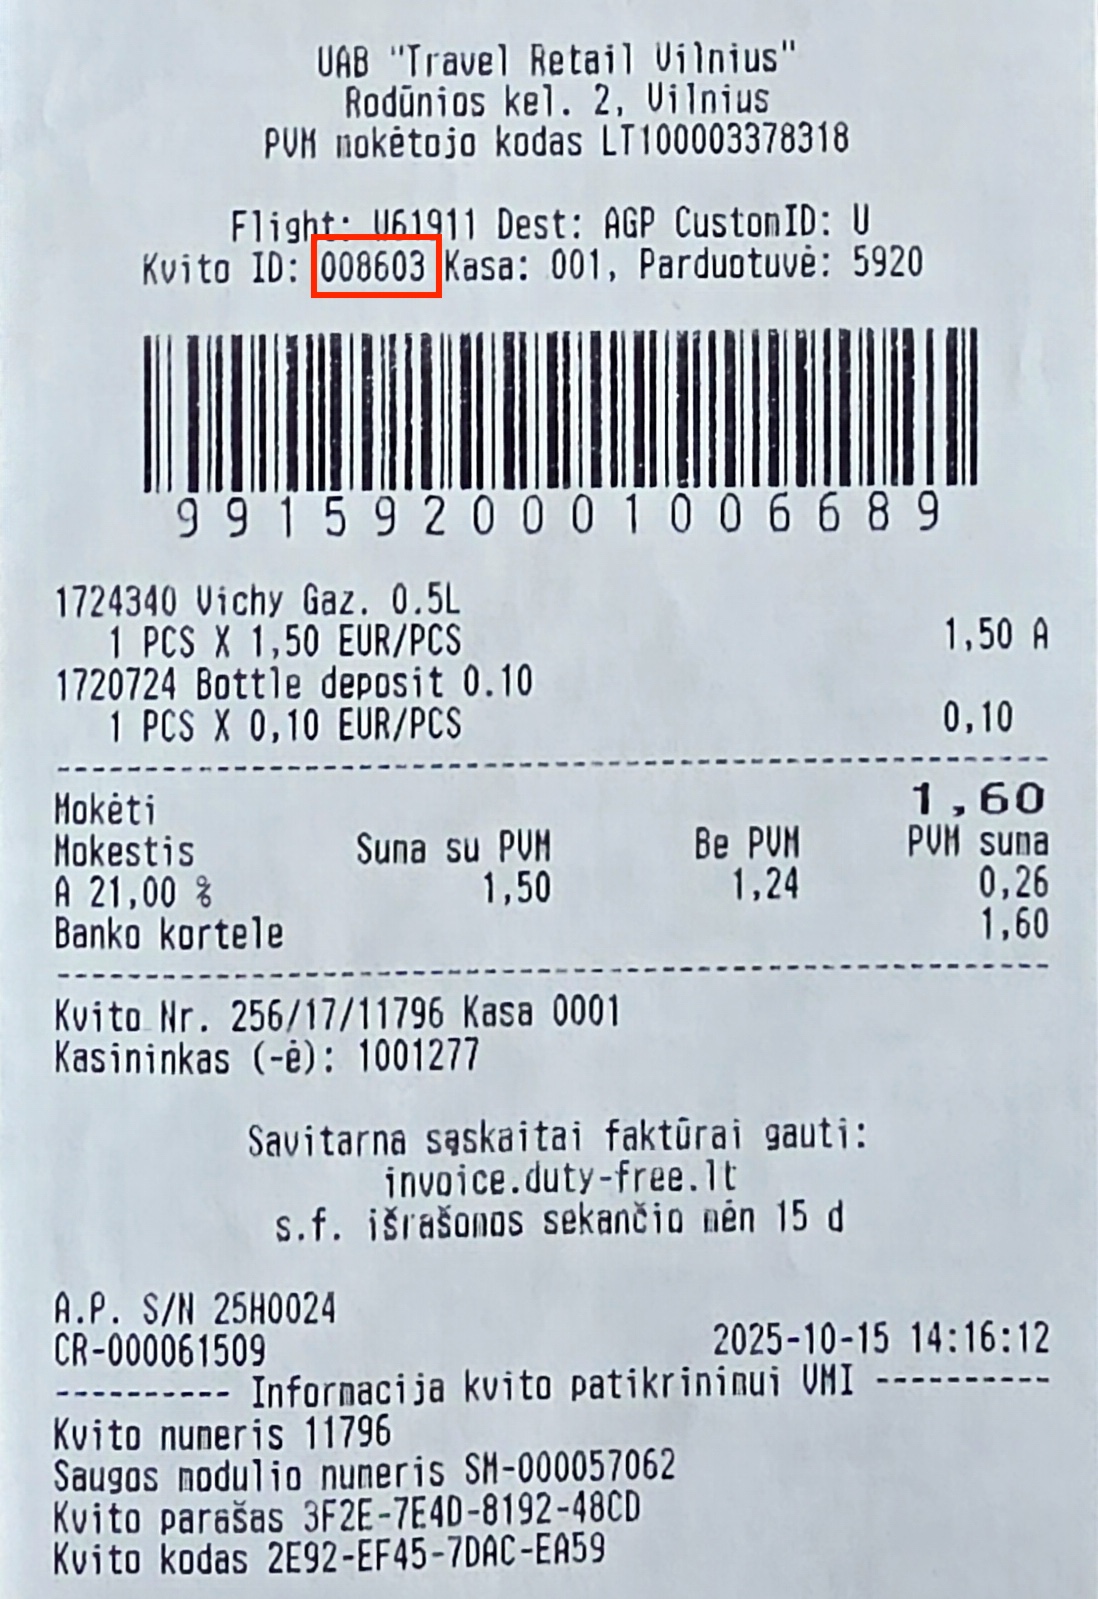 UAB "Travel Retail Vilnius"
Rodūnios kel. 2, Vilnius
PVM mokėtojo kodas LT100003378318
Flight: U61911 Dest: AGP CustomID: U
Kvito ID: 008603 Kasa: 001, Parduotuvė: 5920
9915920001006689
1724340 Vichy Gaz. 0.5L
1 PCS X 1,50 EUR/PCS 1,50 A
1720724 Bottle deposit 0.10
1 PCS X 0,10 EUR/PCS 0,10
Mokėti 1,60
Mokestis Suma su PVM Be PVM PVM suma
A 21,00 % 1,50 1,24 0,26
Banko kortele 1,60
Kvito Nr. 256/17/11796 Kasa 0001
Kasininkas (-ė): 1001277
Savitarna sąskaitai faktūrai gauti:
invoice.duty-free.lt
s.f. išrašomos sekančio mėn 15 d
A.P. S/N 25H0024
CR-000061509 2025-10-15 14:16:12
---------- Informacija kvito patikrinimui VMI ----------
Kvito numeris 11796
Saugos modulio numeris SM-000057062
Kvito parašas 3F2E-7E4D-8192-48CD
Kvito kodas 2E92-EF45-7DAC-EA59